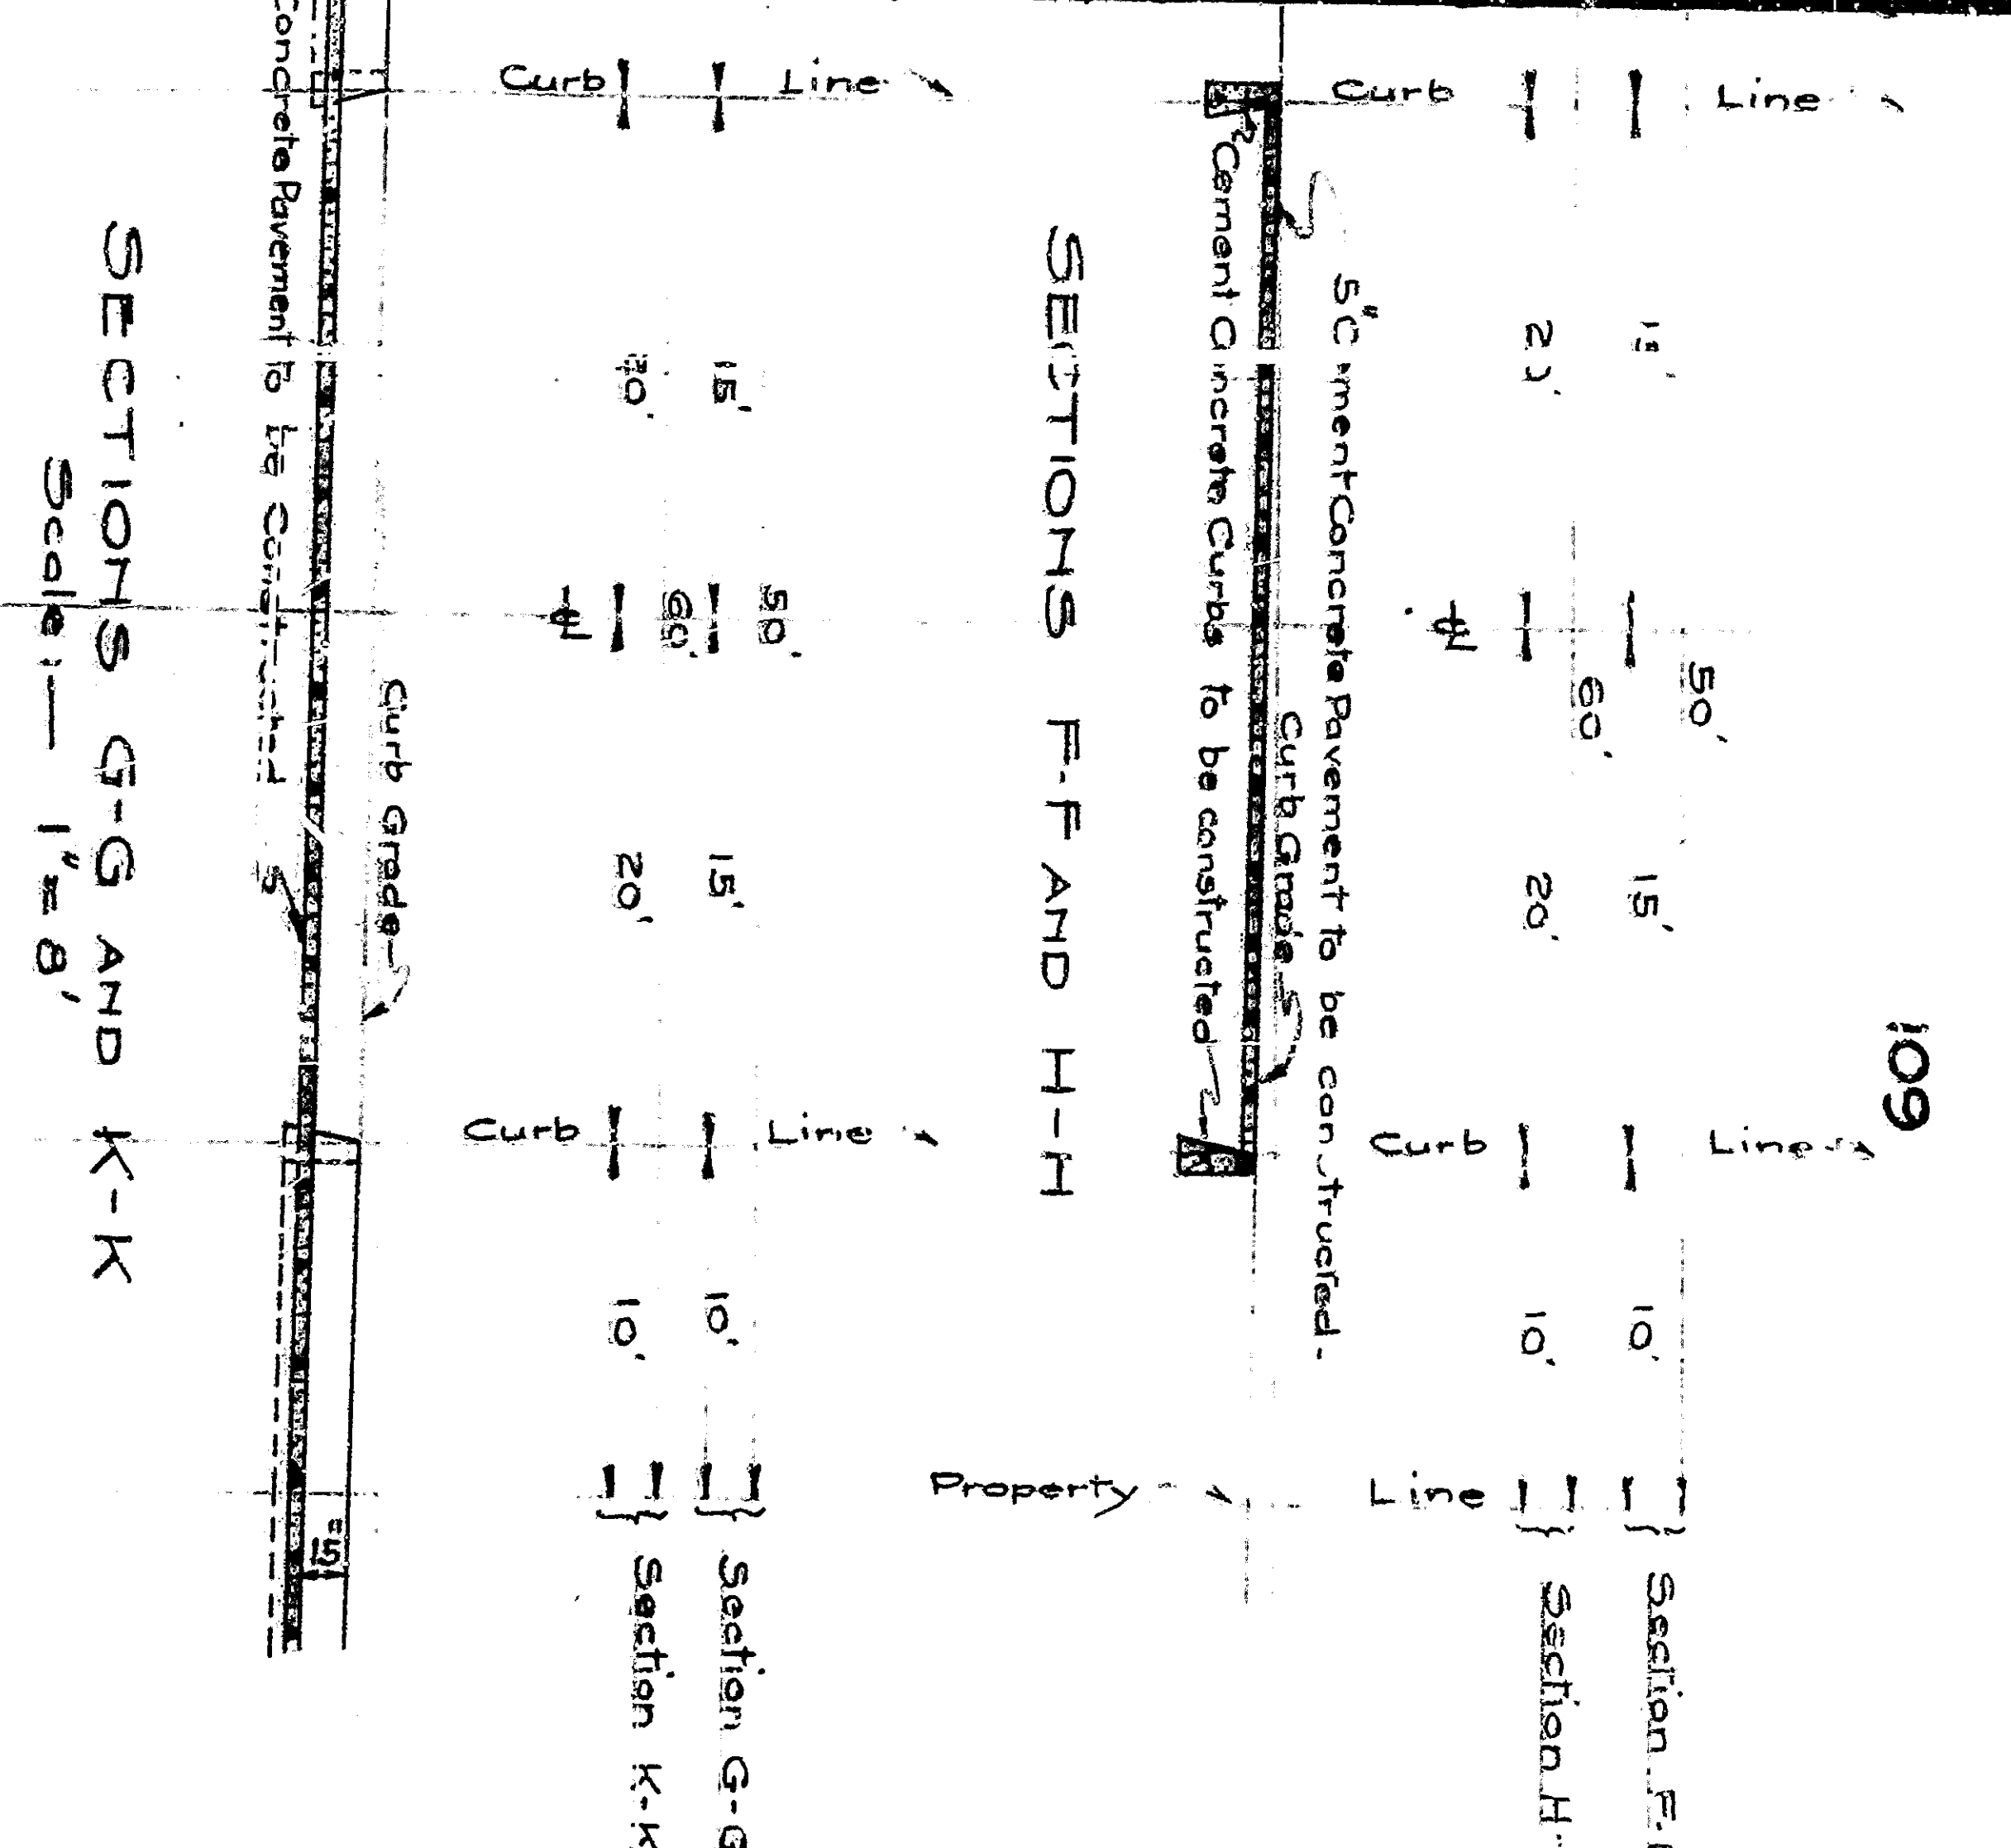 109
Curb Line
Curb Line
15' 10' Section F-
20' 20' 10' Section H-
50'
60'
℄
Property Line
5" Concrete Pavement to be
Curb Grade
Cement Concrete Curbs to be constructed
SECTIONS F-F AND H-H
Curb Line
Curb Line
50'
15' 15' 10' Section G-G
60'
20' 10' Section K-K
℄
Curb Grade
15"
5"
Concrete Pavement to be Constructed
SECTIONS G-G AND K-K
Scale:— 1" = 8'